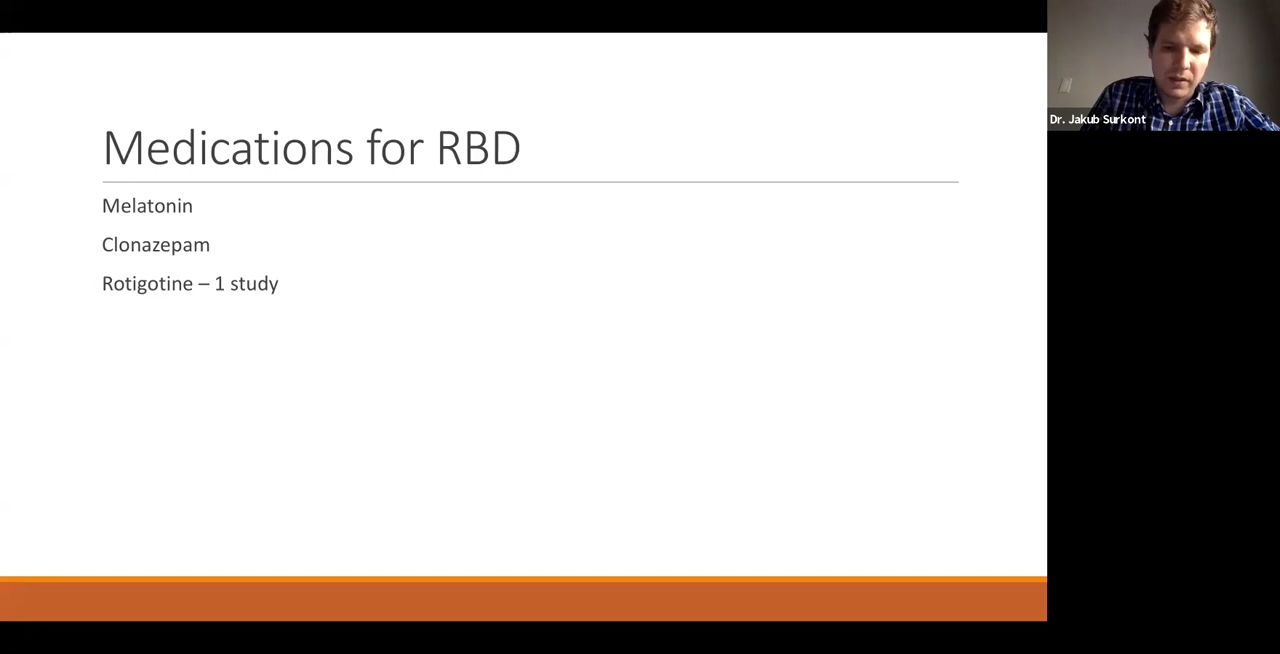 Medications for RBD
Melatonin
Clonazepam
Rotigotine – 1 study
Dr. Jakub Surkont